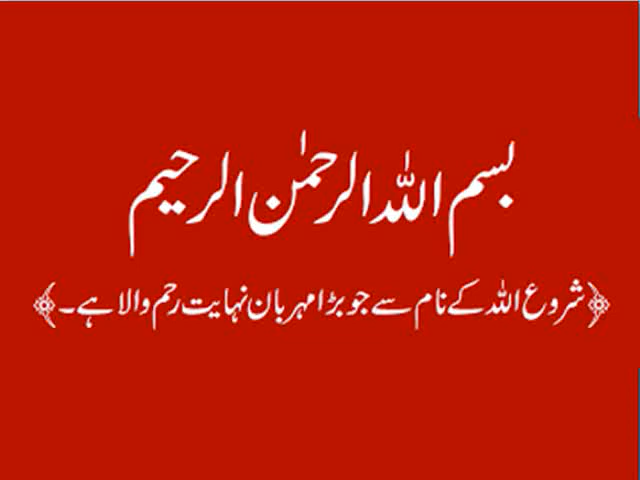 بسم اللہ الرحمٰن الرحیم
﴿شروع اللہ کے نام سے جو بڑا مہربان نہایت رحم والا ہے۔﴾